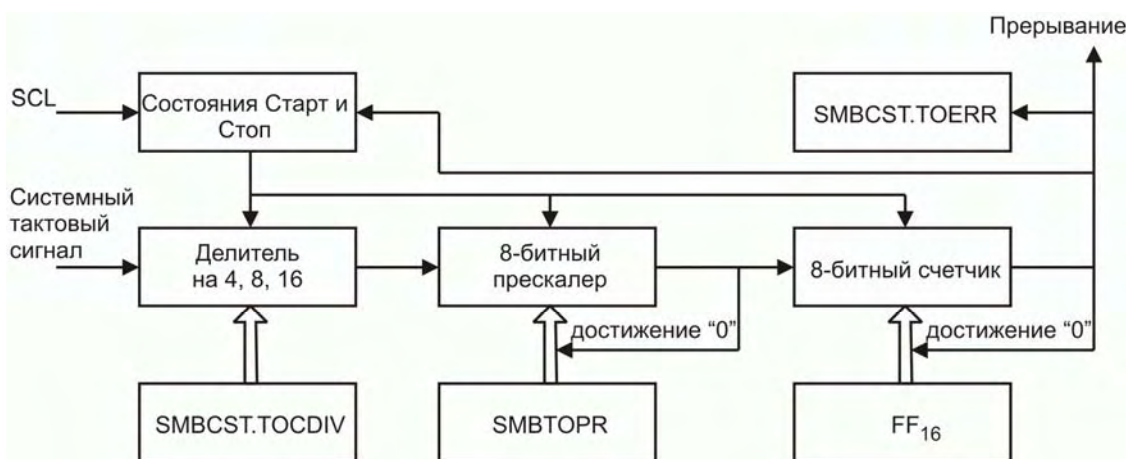 Прерывание
SCL
Состояния Старт и
Стоп
SMBCST.TOERR
Системный
тактовый
сигнал
Делитель
на 4, 8, 16
8-битный
прескалер
8-битный счетчик
достижение “0”
достижение “0”
SMBCST.TOCDIV
SMBTOPR
FF16